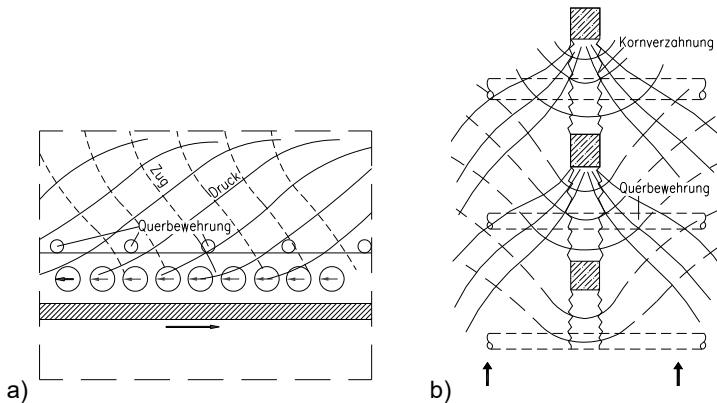 Zug
Druck
Querbewehrung
a)
Kornverzahnung
Querbewehrung
b)